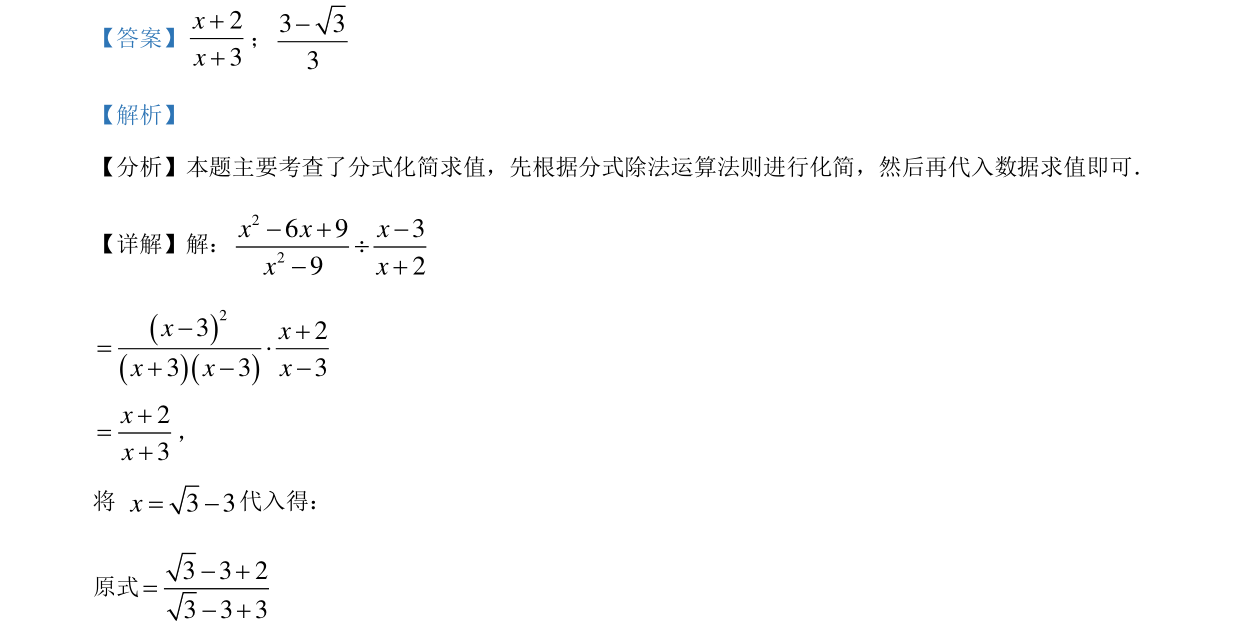 【答案】$\frac{x+2}{x+3}$；$\frac{3-\sqrt{3}}{3}$
【解析】
【分析】本题主要考查了分式化简求值，先根据分式除法运算法则进行化简，然后再代入数据求值即可．
【详解】解：$\frac{x^2-6x+9}{x^2-9}\div\frac{x-3}{x+2}$
$=\frac{(x-3)^2}{(x+3)(x-3)}\cdot\frac{x+2}{x-3}$
$=\frac{x+2}{x+3}$，
将 $x=\sqrt{3}-3$代入得：
原式$=\frac{\sqrt{3}-3+2}{\sqrt{3}-3+3}$